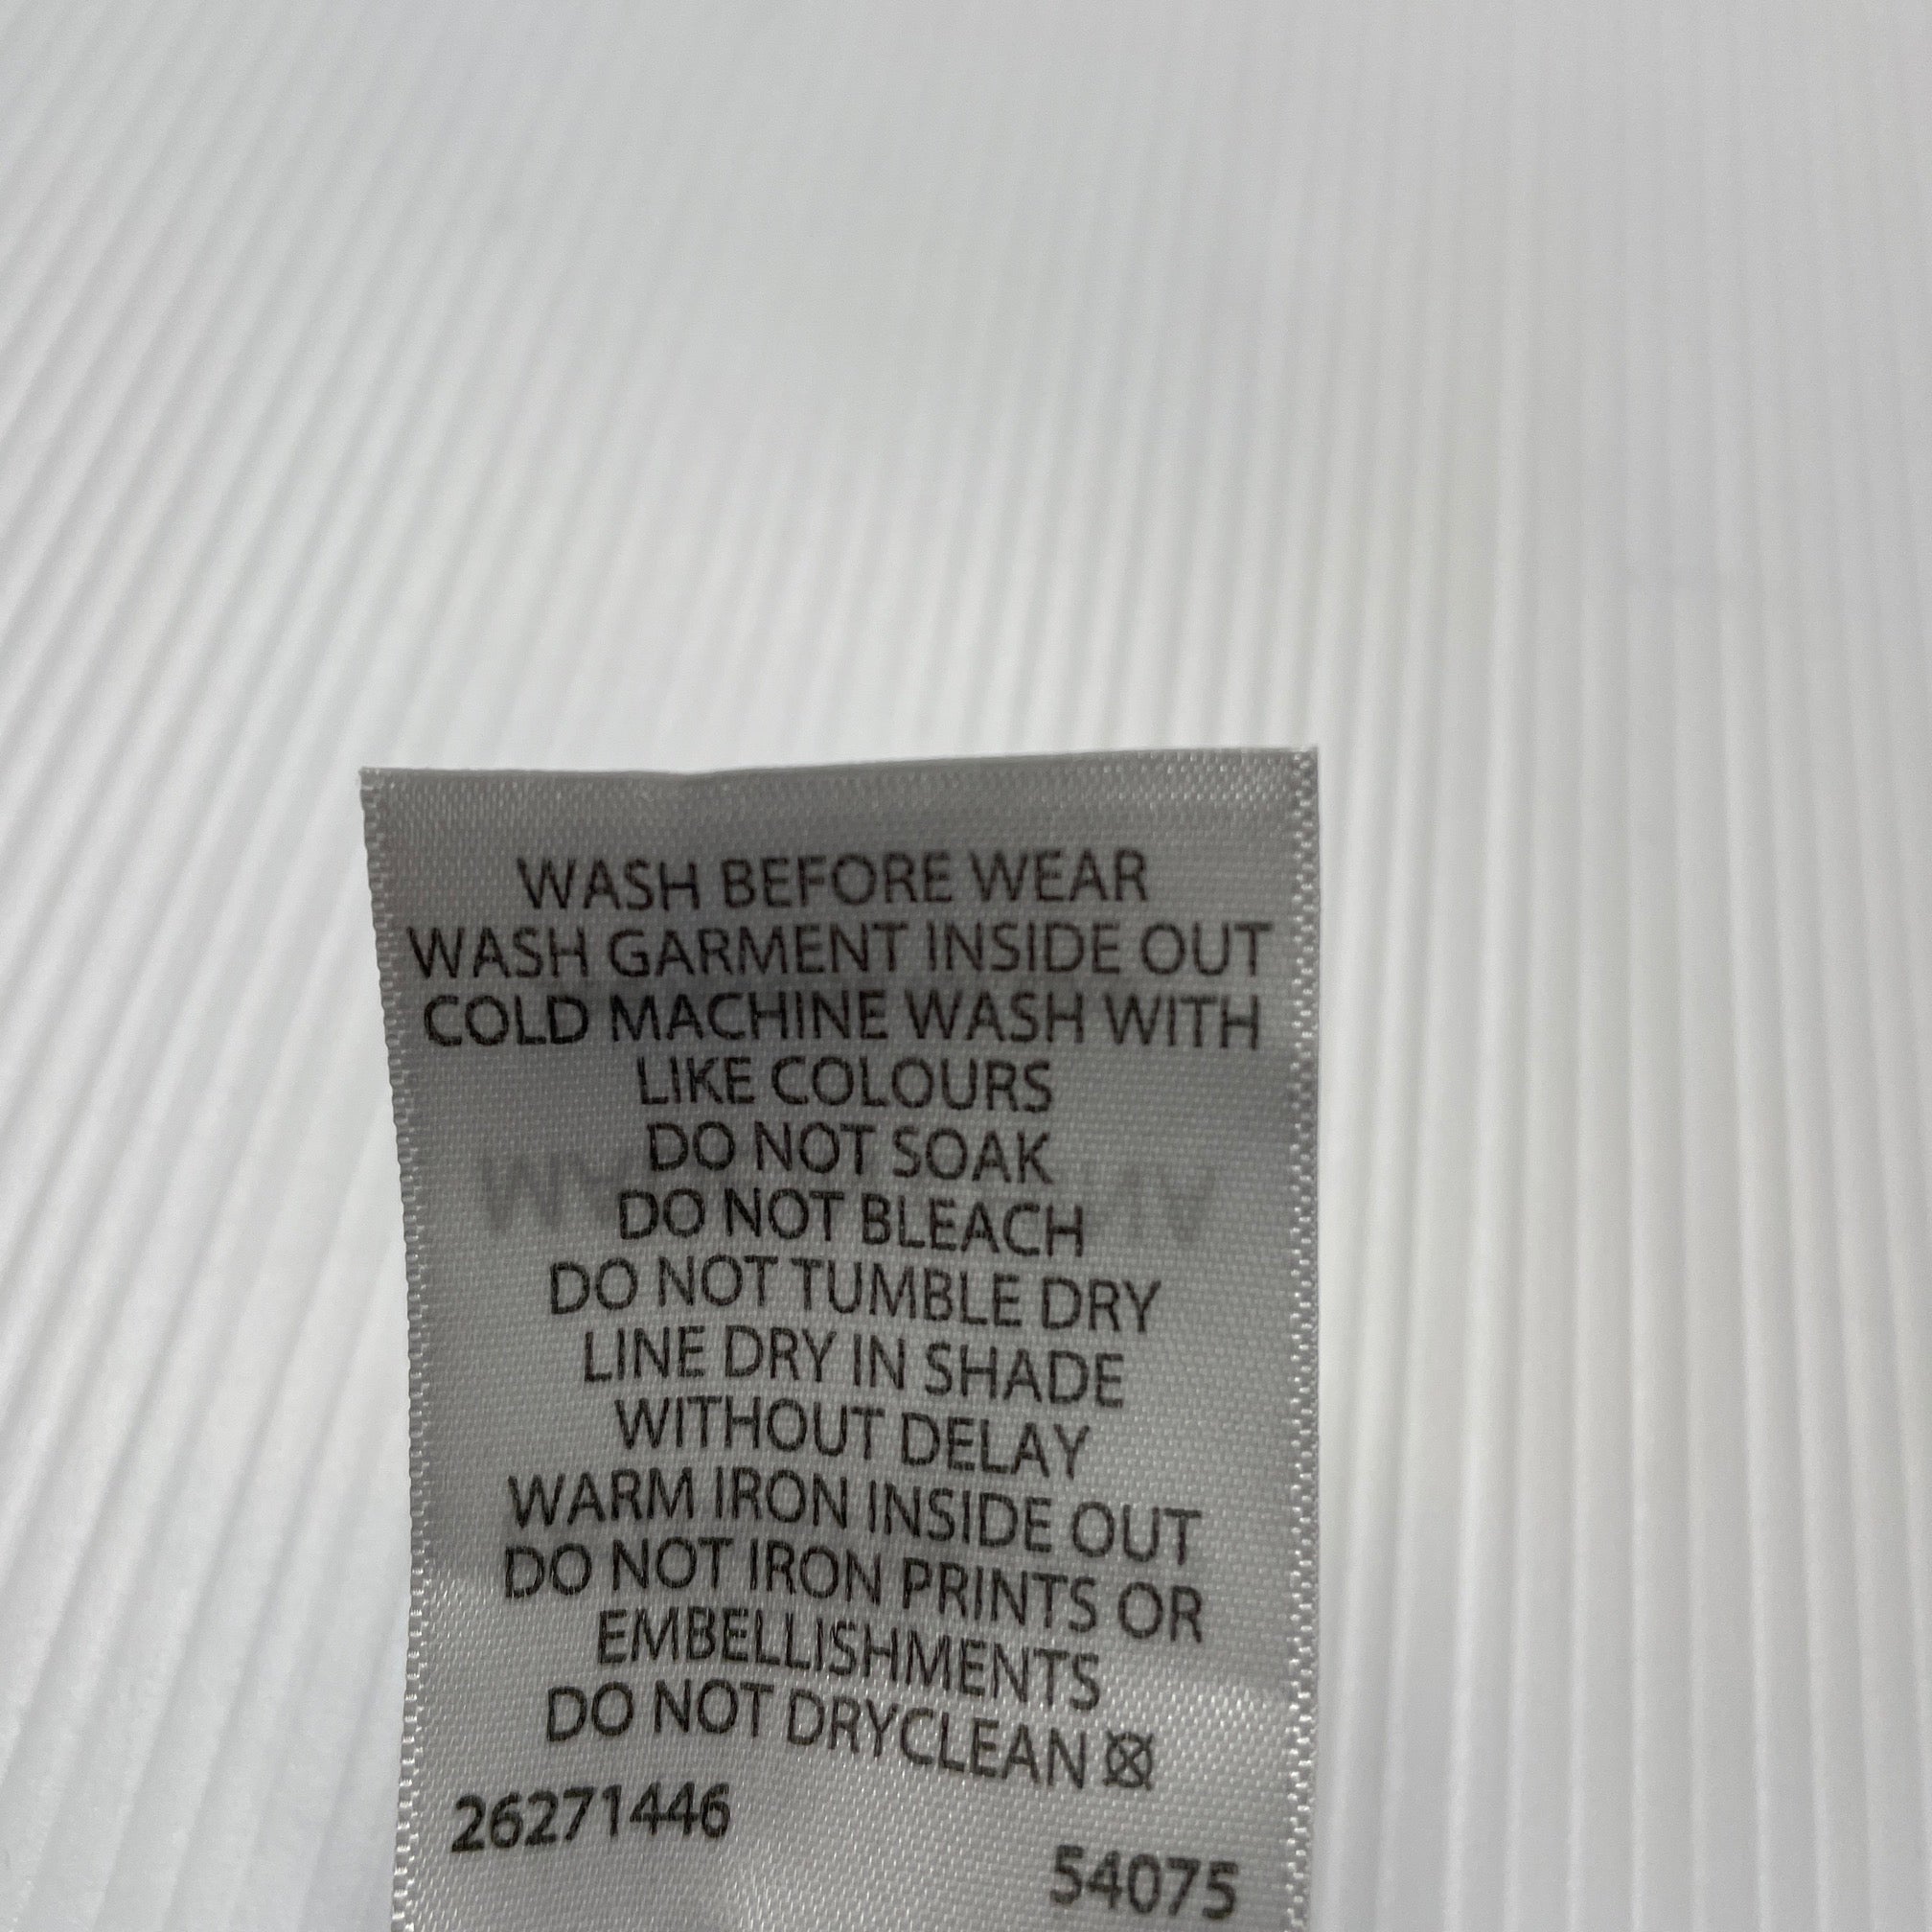 WASH BEFORE WEAR
WASH GARMENT INSIDE OUT
COLD MACHINE WASH WITH
LIKE COLOURS
DO NOT SOAK
DO NOT BLEACH
DO NOT TUMBLE DRY
LINE DRY IN SHADE
WITHOUT DELAY
WARM IRON INSIDE OUT
DO NOT IRON PRINTS OR
EMBELLISHMENTS
DO NOT DRYCLEAN
26271446
54075